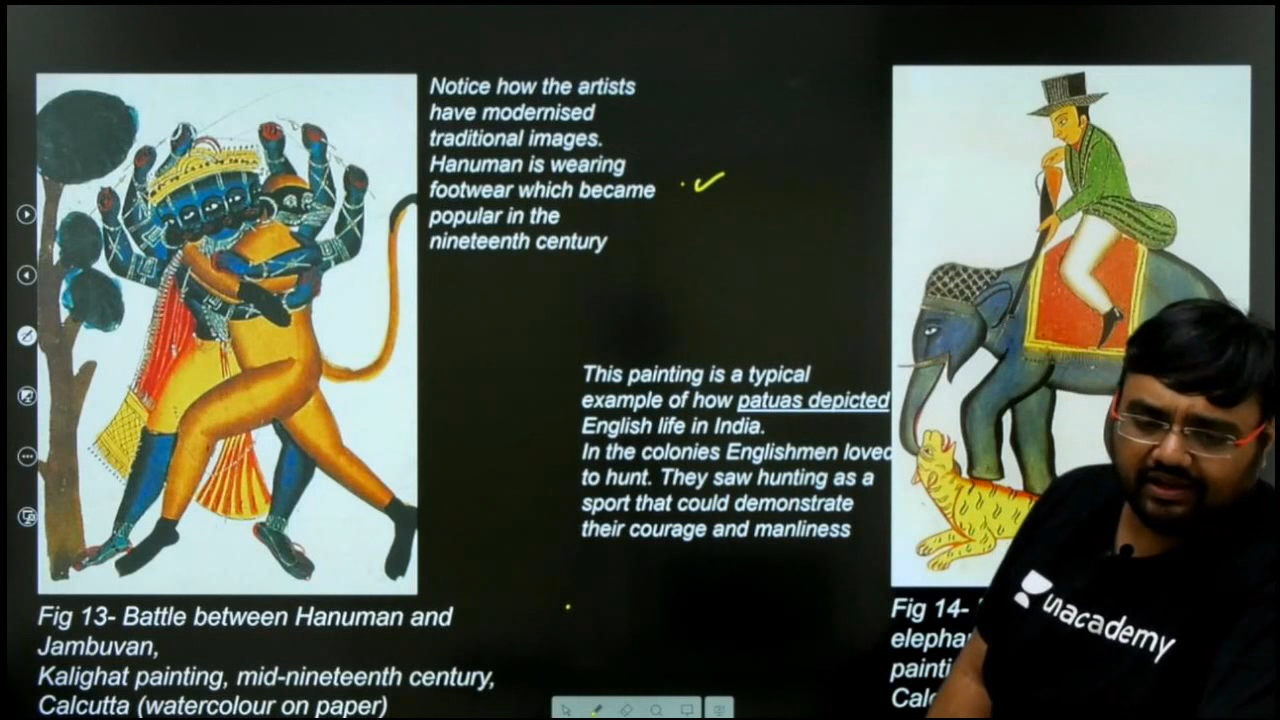 Notice how the artists
have modernised
traditional images.
Hanuman is wearing
footwear which became
popular in the
nineteenth century
This painting is a typical
example of how patuas depicted
English life in India.
In the colonies Englishmen loved
to hunt. They saw hunting as a
sport that could demonstrate
their courage and manliness
Fig 13- Battle between Hanuman and
Jambuvan,
Kalighat painting, mid-nineteenth century,
Calcutta (watercolour on paper)
Fig 14-
unacademy